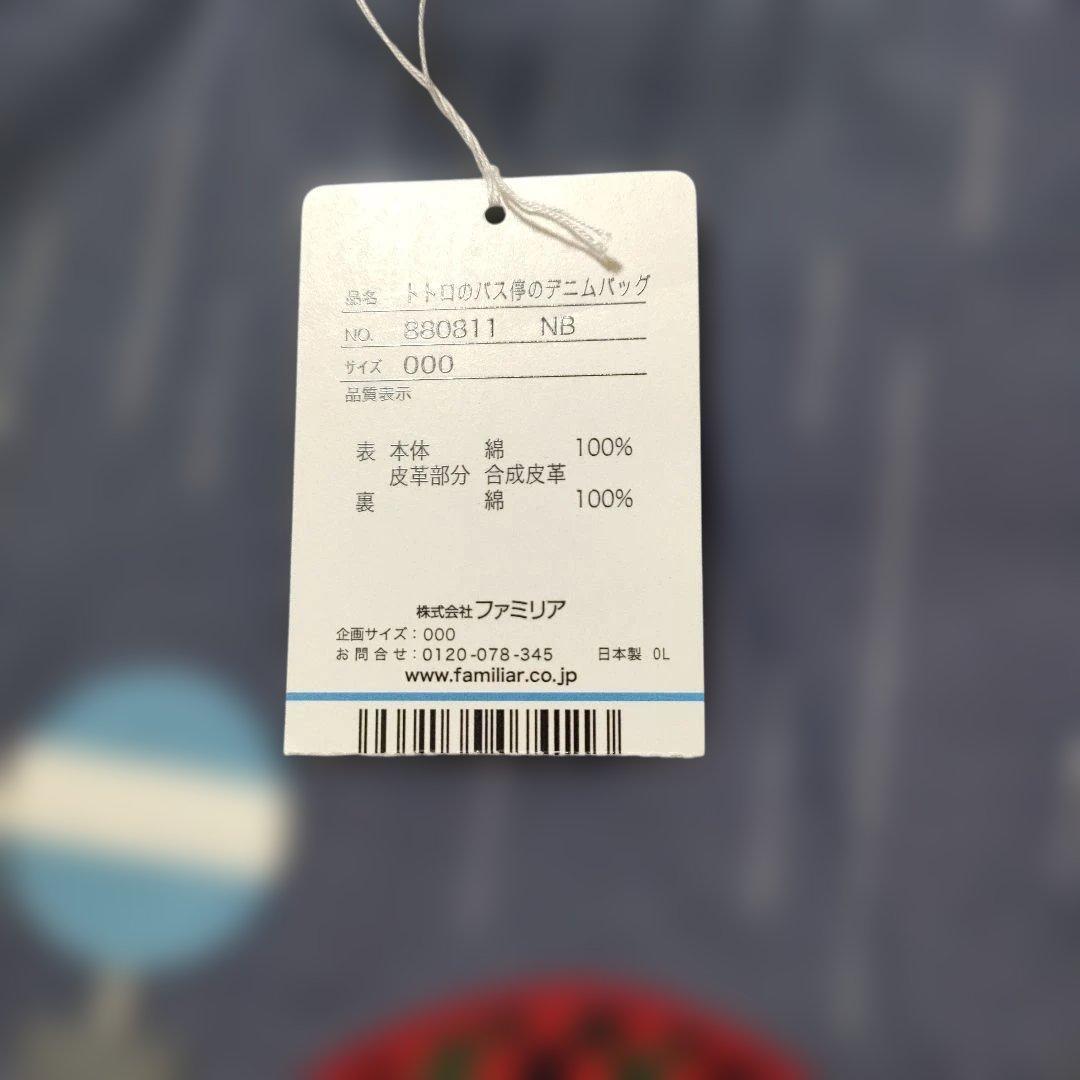 品名 トトロのバス停のデニムバッグ
NO. 880811 NB
サイズ 000
品質表示
表 本体 綿 100%
皮革部分 合成皮革
裏 綿 100%
株式会社ファミリア
企画サイズ：000
お問合せ：0120-078-345 日本製 0L
www.familiar.co.jp